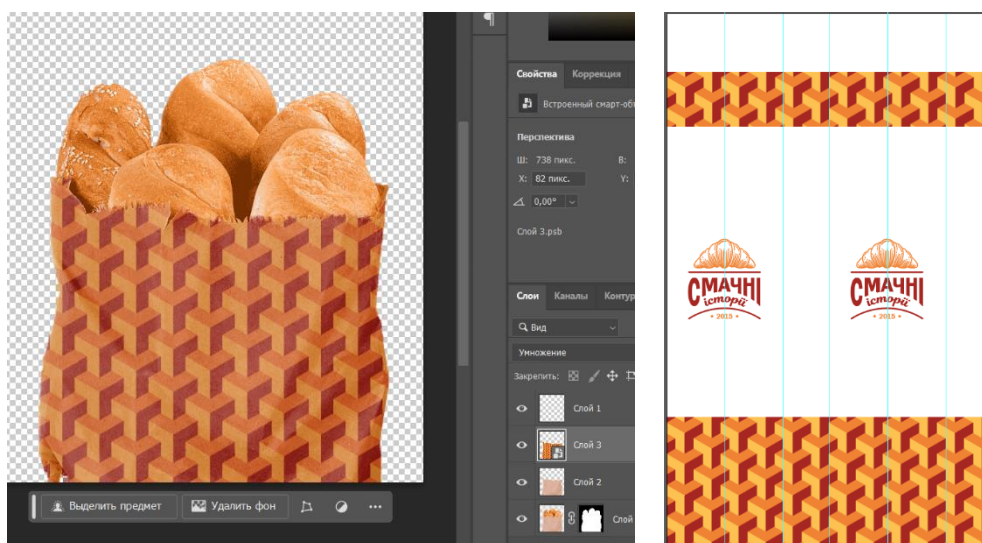 Свойства Коррекция
Встроенный смарт-объ
Перспектива
Ш: 738 пикс. В:
X: 82 пикс. Y:
0,00°
Слой 3.psb
Слои Каналы Контур
Вид
Умножение
Закрепить:
Слой 1
Слой 3
Слой 2
Слой
Выделить предмет Удалить фон
СМАЧНІ
історії
• 2019 •
СМАЧНІ
історії
• 2019 •